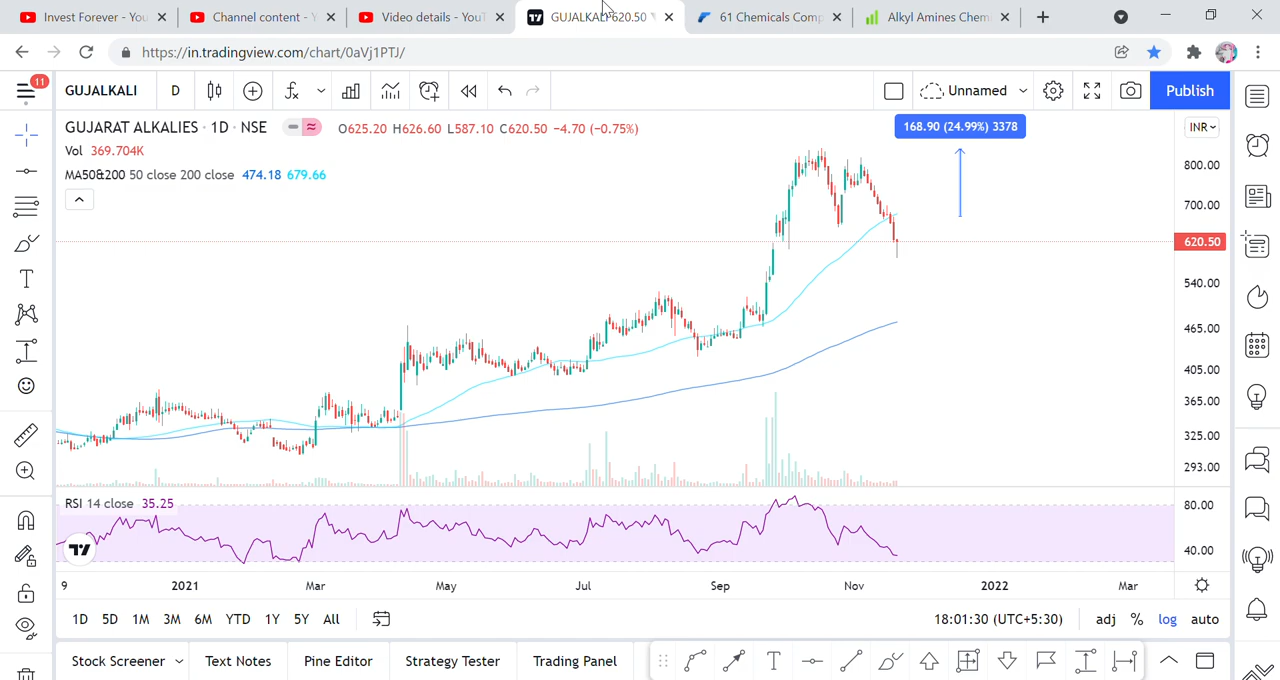 Invest Forever - You
Channel content - Y
Video details - YouT
GUJALKALI 620.50
61 Chemicals Comp
Alkyl Amines Chem
https://in.tradingview.com/chart/0aVj1PTJ/
11
GUJALKALI
D
Unnamed
Publish
GUJARAT ALKALIES · 1D · NSE
O625.20 H626.60 L587.10 C620.50 −4.70 (−0.75%)
168.90 (24.99%) 3378
INR
Vol 369.704K
MA50&200 50 close 200 close 474.18 679.66
800.00
700.00
620.50
540.00
465.00
405.00
365.00
325.00
293.00
RSI 14 close 35.25
80.00
40.00
9
2021
Mar
May
Jul
Sep
Nov
2022
Mar
1D 5D 1M 3M 6M YTD 1Y 5Y All
18:01:30 (UTC+5:30)
adj % log auto
Stock Screener
Text Notes
Pine Editor
Strategy Tester
Trading Panel